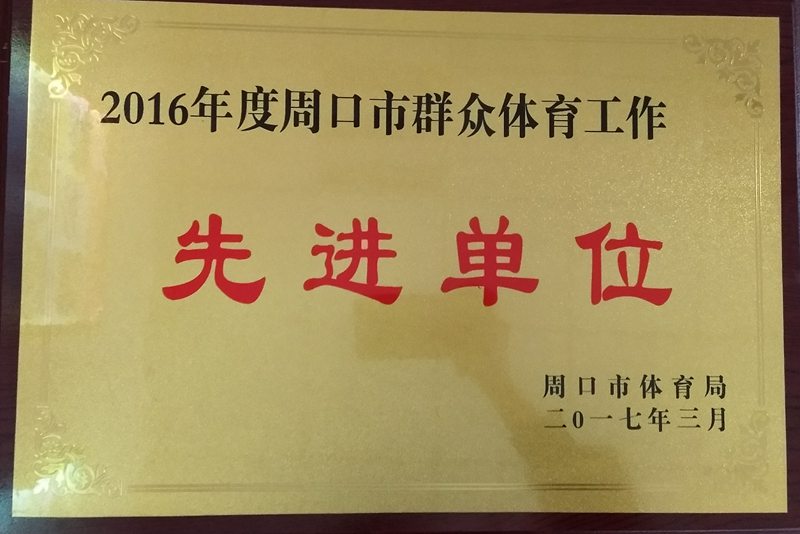 2016年度周口市群众体育工作
先进单位
周口市体育局
二0一七年三月